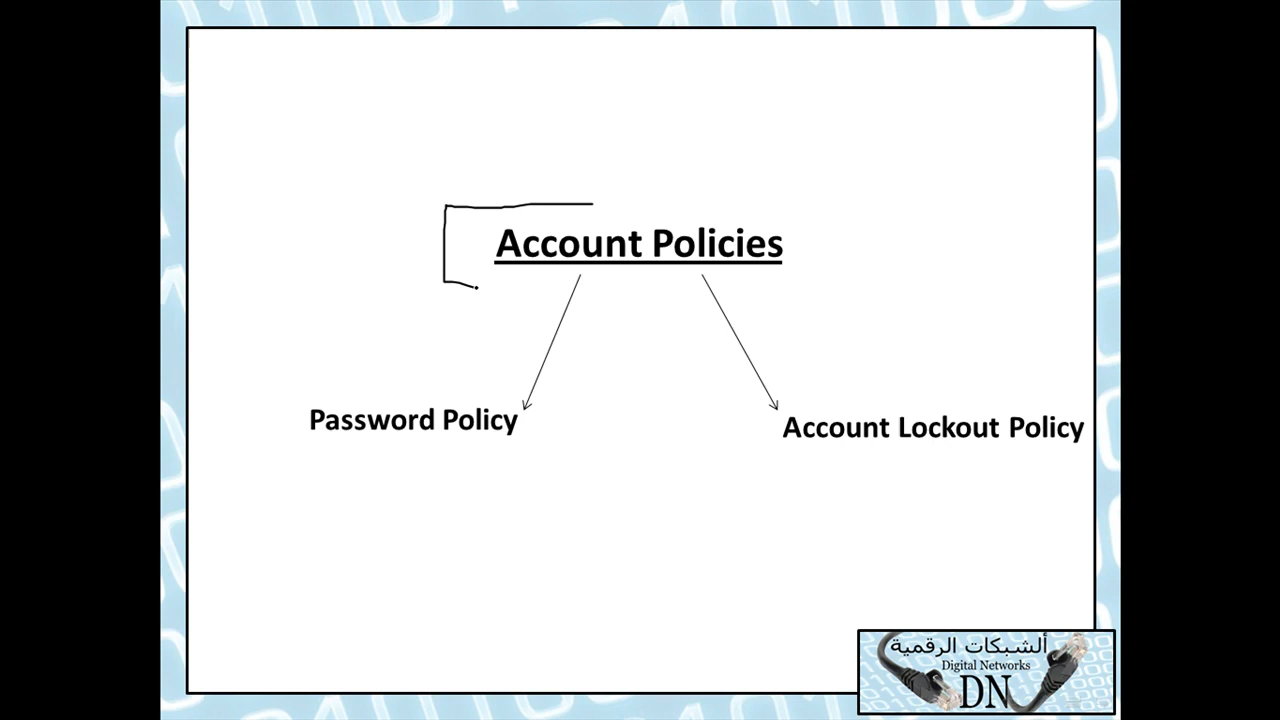 Account Policies
Password Policy
Account Lockout Policy
ألشبكات الرقمية
Digital Networks
DN